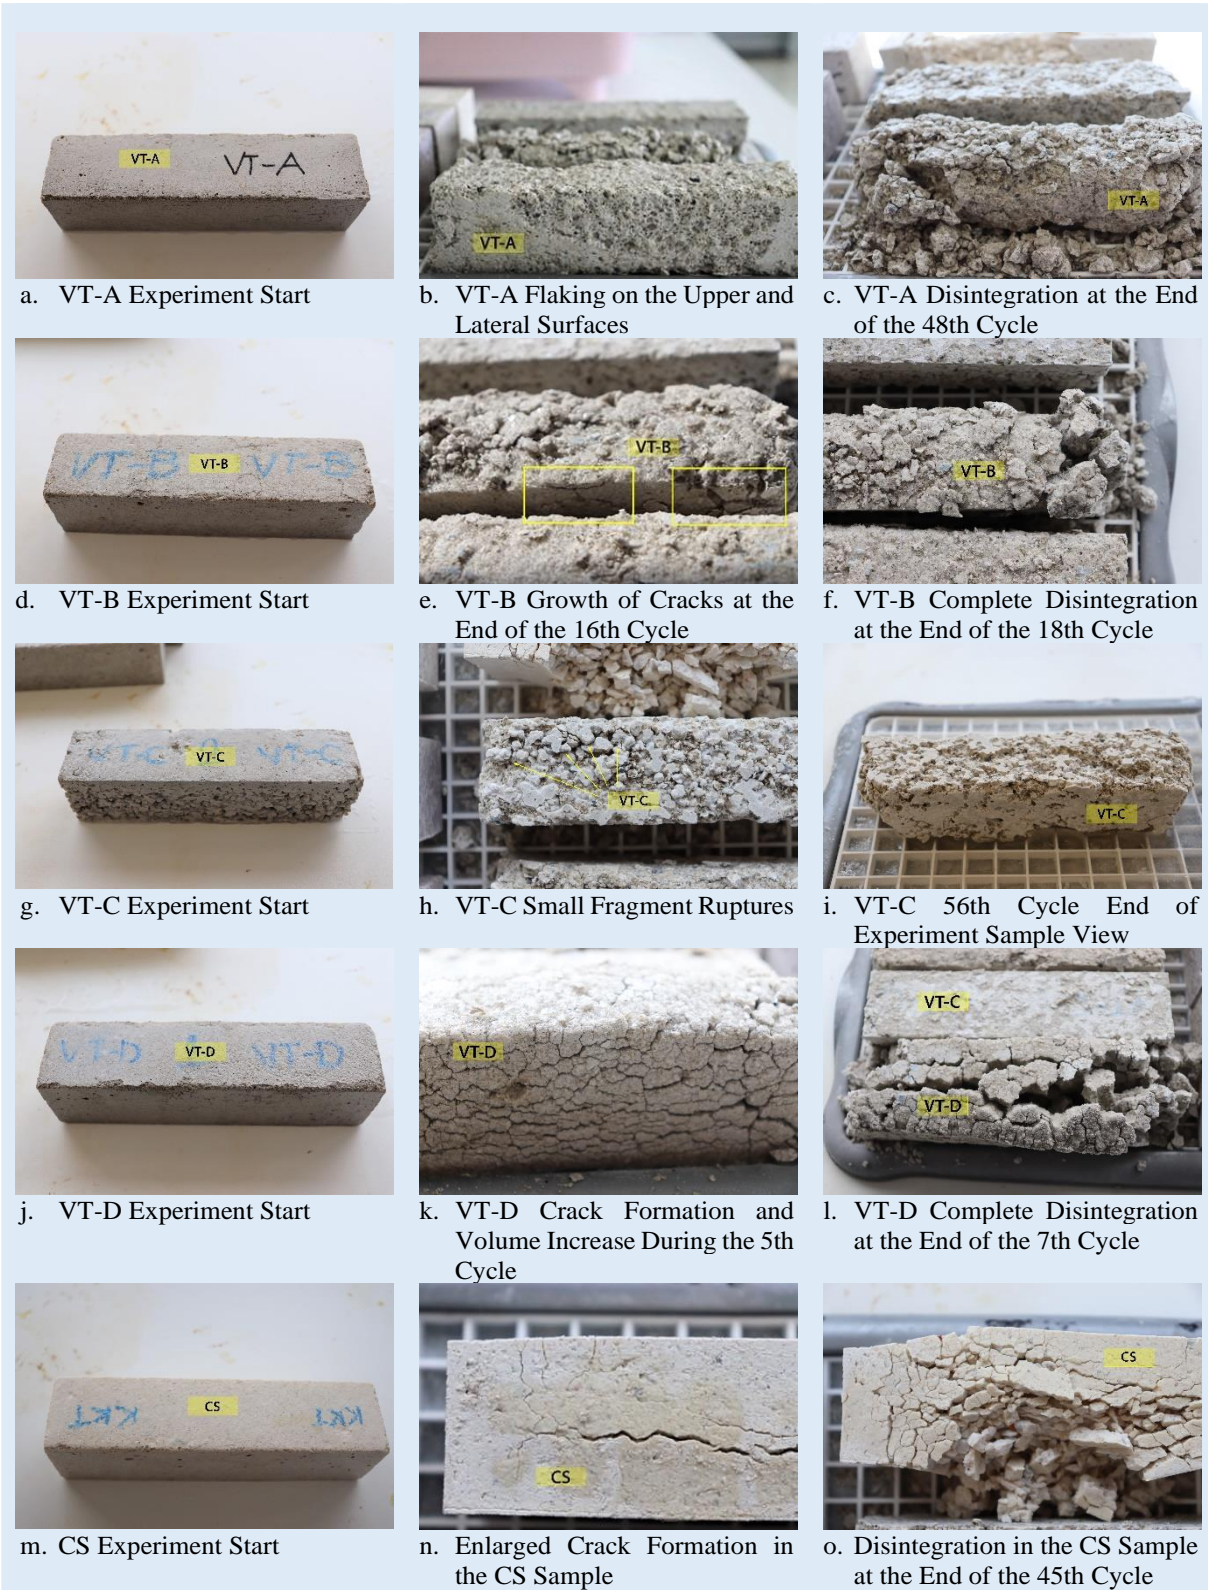 VT-A
VT-A
VT-A
VT-A
a. VT-A Experiment Start
b. VT-A Flaking on the Upper and
Lateral Surfaces
c. VT-A Disintegration at the End
of the 48th Cycle
VT-B VT-B VT-B
VT-B
VT-B
d. VT-B Experiment Start
e. VT-B Growth of Cracks at the
End of the 16th Cycle
f. VT-B Complete Disintegration
at the End of the 18th Cycle
VT-C VT-C VT-C
VT-C
VT-C
g. VT-C Experiment Start
h. VT-C Small Fragment Ruptures
i. VT-C 56th Cycle End of
Experiment Sample View
VT-D VT-D VT-D
VT-D
VT-C
VT-D
j. VT-D Experiment Start
k. VT-D Crack Formation and
Volume Increase During the 5th
Cycle
l. VT-D Complete Disintegration
at the End of the 7th Cycle
KKT CS KKT
CS
CS
m. CS Experiment Start
n. Enlarged Crack Formation in
the CS Sample
o. Disintegration in the CS Sample
at the End of the 45th Cycle